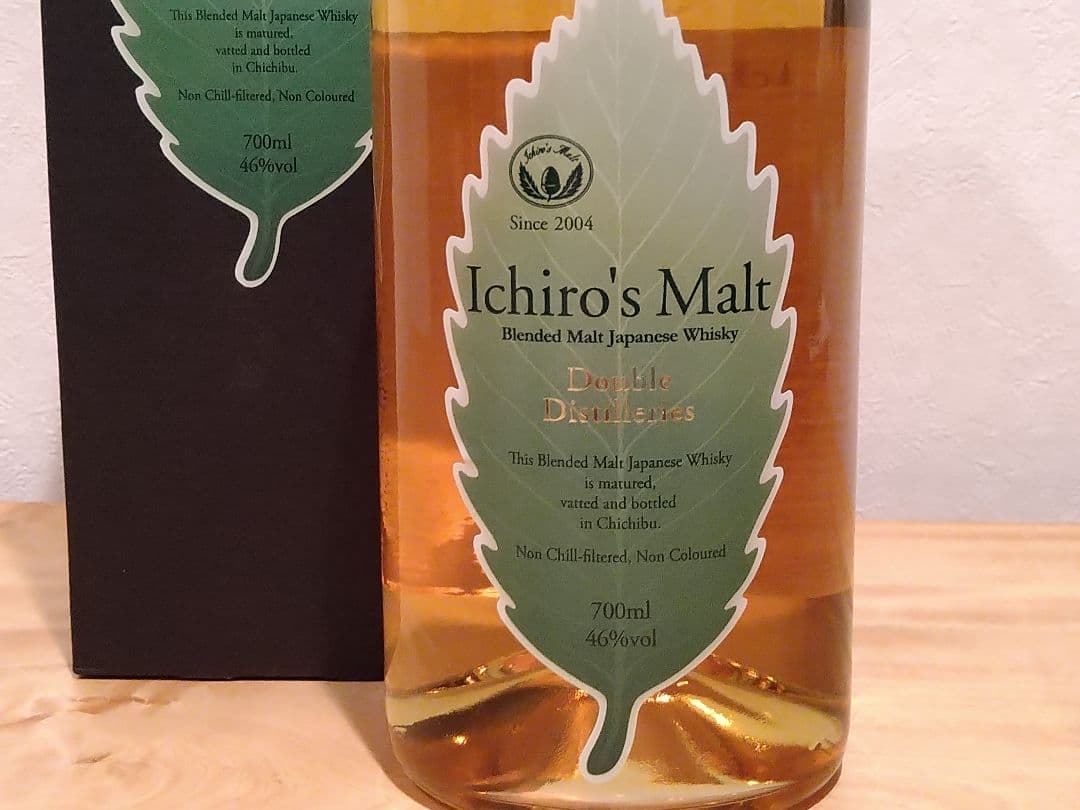 This Blended Malt Japanese Whisky
is matured,
vatted and bottled
in Chichibu.
Non Chill-filtered, Non Coloured
700ml
46%vol
Ichiro's Malt
Since 2004
Ichiro's Malt
Blended Malt Japanese Whisky
Double
Distilleries
This Blended Malt Japanese Whisky
is matured,
vatted and bottled
in Chichibu.
Non Chill-filtered, Non Coloured
700ml
46%vol